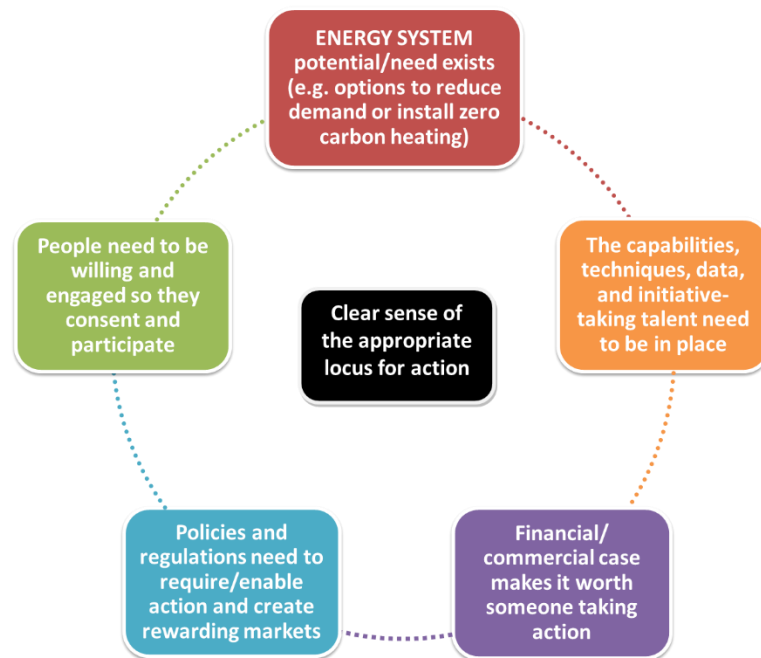 ENERGY SYSTEM
potential/need exists
(e.g. options to reduce
demand or install zero
carbon heating)
The capabilities,
techniques, data,
and initiative-
taking talent need
to be in place
Financial/
commercial case
makes it worth
someone taking
action
Policies and
regulations need to
require/enable
action and create
rewarding markets
People need to be
willing and
engaged so they
consent and
participate
Clear sense of
the appropriate
locus for action